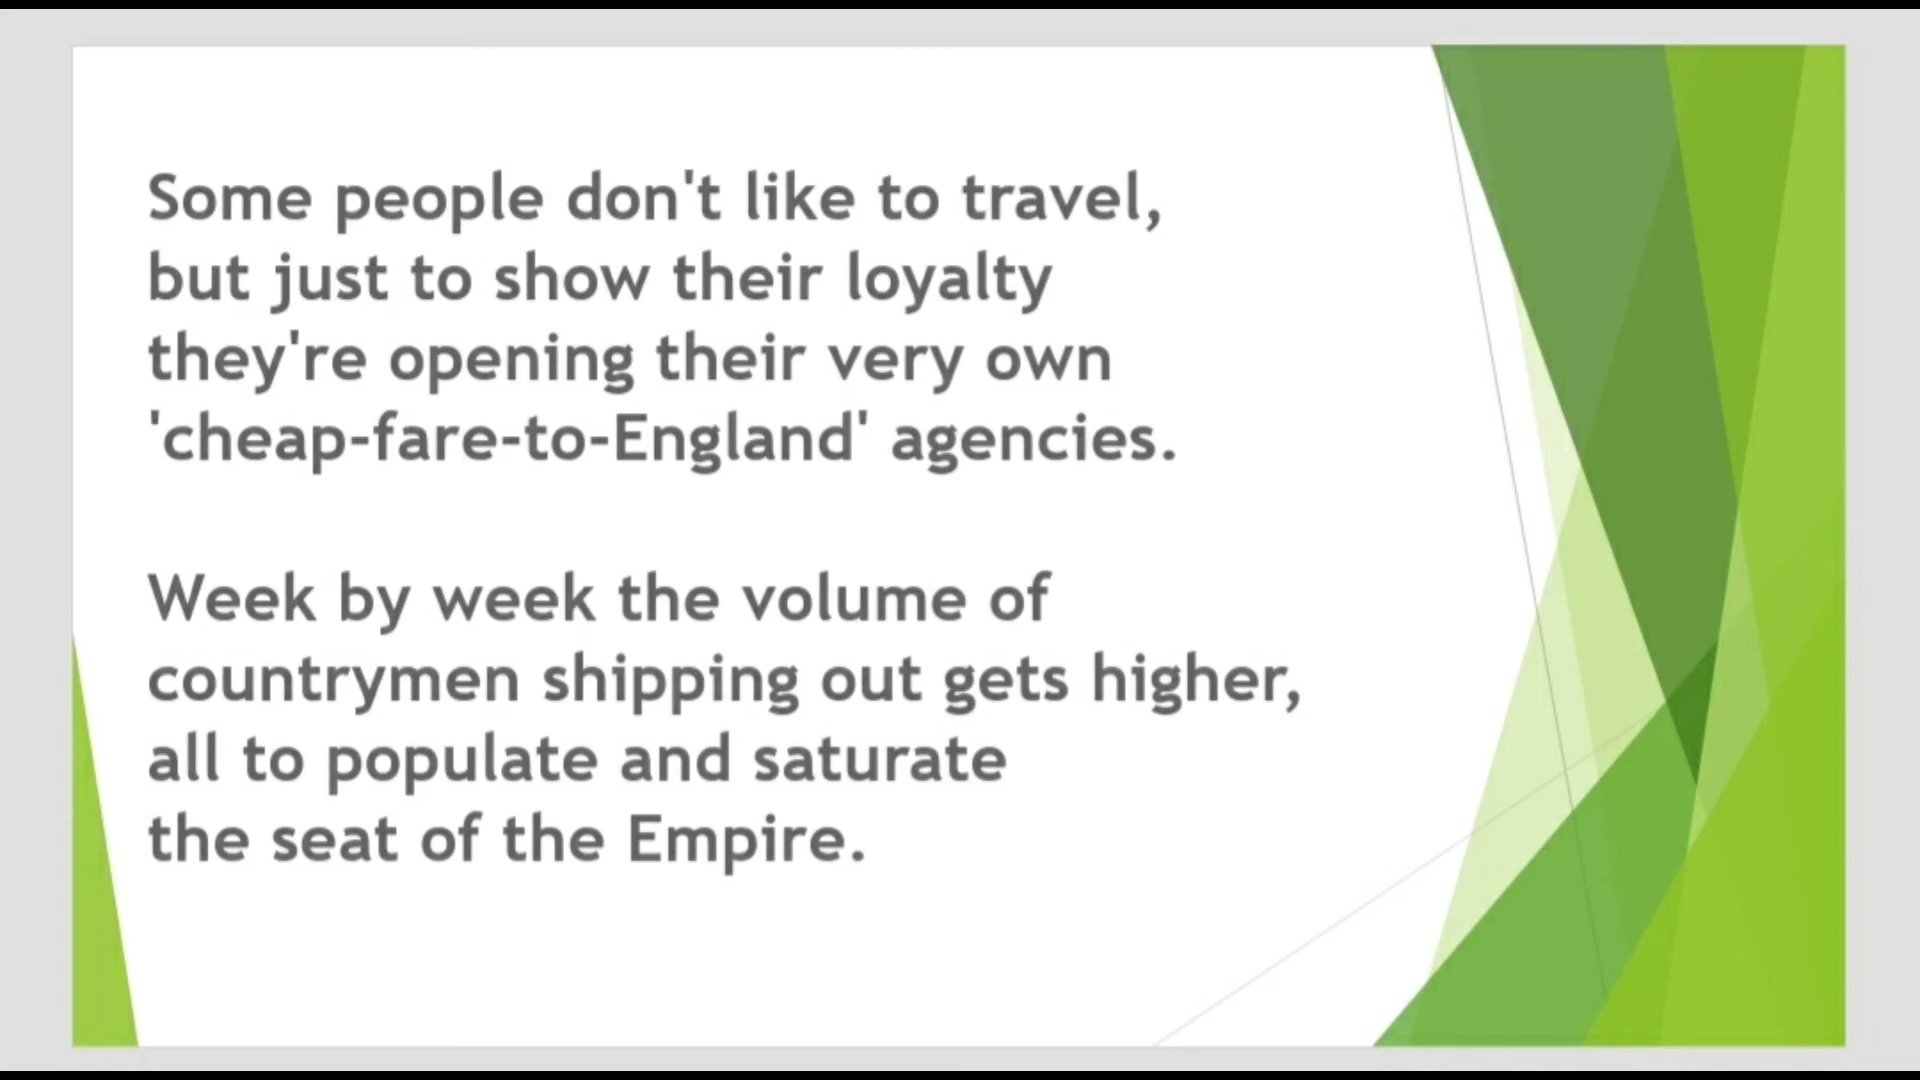 Some people don't like to travel,
but just to show their loyalty
they're opening their very own
'cheap-fare-to-England' agencies.
Week by week the volume of
countrymen shipping out gets higher,
all to populate and saturate
the seat of the Empire.